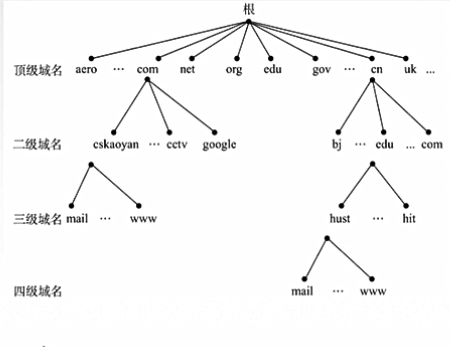 根
顶级域名 aero … com net org edu gov … cn uk ...
二级域名 cskaoyan … cctv google bj … edu ... com
三级域名 mail … www hust … hit
四级域名 mail … www